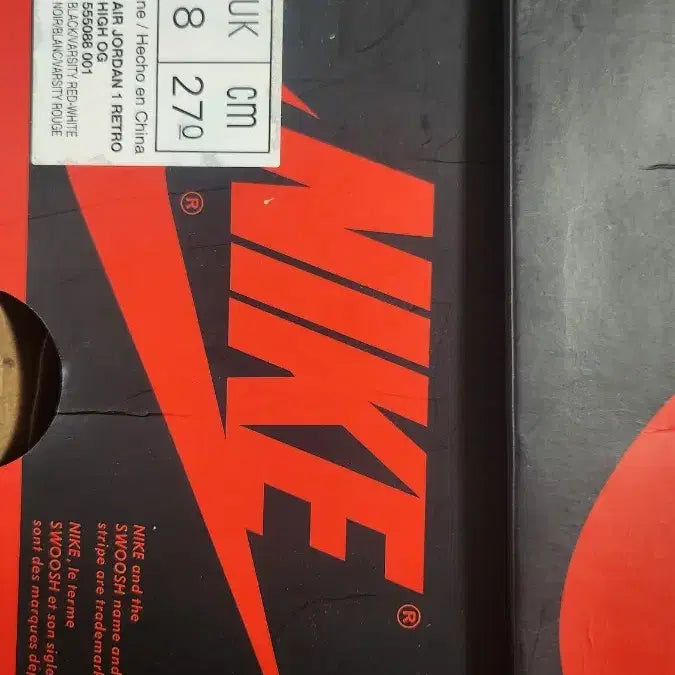 UK cm
8 27 0
ne / Hecho en China
AIR JORDAN 1 RETRO
HIGH OG
555088 001
BLACK/VARSITY RED-WHITE
NOIR/BLANC/VARSITY ROUGE
®
NIKE®
NIKE and the
SWOOSH name and
stripe are trademar
NIKE, le terme
SWOOSH et son sigle
sont des marques dé